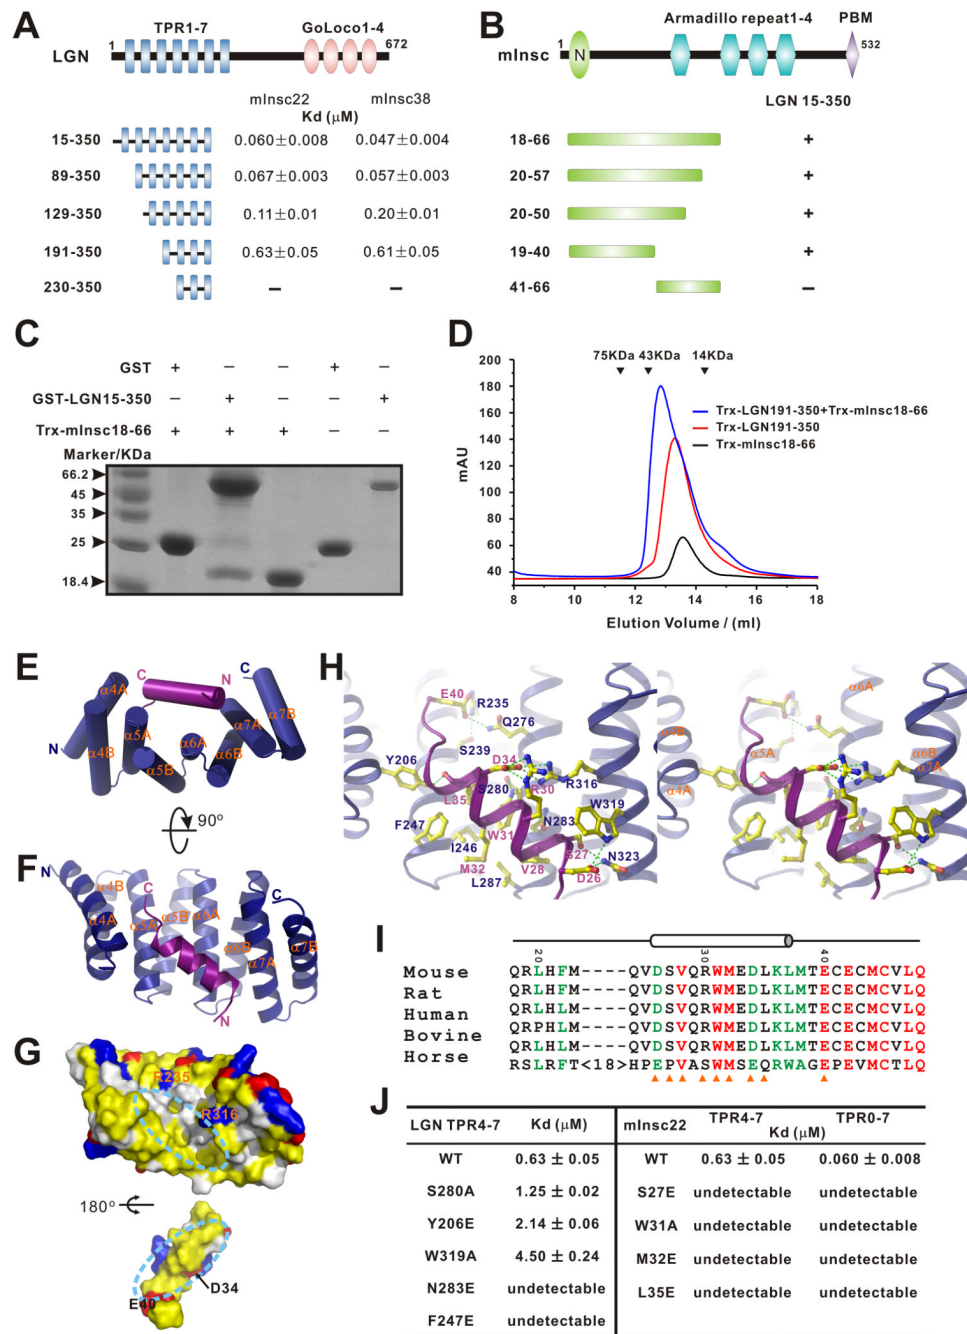 A
TPR1-7
GoLoco1-4
LGN
1
672
mInsc22
mInsc38
Kd (μM)
15-350
0.060±0.008
0.047±0.004
89-350
0.067±0.003
0.057±0.003
129-350
0.11±0.01
0.20±0.01
191-350
0.63±0.05
0.61±0.05
230-350
–
–
B
Armadillo repeat1-4
PBM
mInsc
1
N
532
LGN 15-350
18-66
+
20-57
+
20-50
+
19-40
+
41-66
–
C
GST
+ – – + –
GST-LGN15-350
– + – – +
Trx-mInsc18-66
+ + + – –
Marker/KDa
66.2
45
35
25
18.4
D
75KDa
43KDa
14KDa
Trx-LGN191-350+Trx-mInsc18-66
Trx-LGN191-350
Trx-mInsc18-66
mAU
200
180
160
140
120
100
80
60
40
8 10 12 14 16 18
Elution Volume / (ml)
E
C
N
C
N
α4A
α4B
α5A
α5B
α6A
α6B
α7A
α7B
90º
F
N
C
C
N
α4B
α4A
α5A
α5B
α6A
α6B
α7A
α7B
G
R235
R316
180º
D34
E40
H
E40
R235
Q276
S239
Y206
D34
S280
R30
R316
L35
W319
F247
W31
N283
I246
S27
N323
M32
V28
L287
D26
α6A
α4B
α5A
α6B
α7A
α4A
I
20
30
40
Mouse
QRLHFM----QVDSVQRWMEDLKLMTECECMCVLQ
Rat
QRLHFM----QVDSVQRWMEDLKLMTECECMCVLQ
Human
QRLHLM----QVDSVQRWMEDLKLMTECECMCVLQ
Bovine
QRPHLM----QVDSVQRWMEDLKLMTECECMCVLQ
Horse
RSLRFT<18>HPEPVASWMSEQRWAGEPEVMCTLQ
J
LGN TPR4-7
Kd (μM)
WT
0.63 ± 0.05
S280A
1.25 ± 0.02
Y206E
2.14 ± 0.06
W319A
4.50 ± 0.24
N283E
undetectable
F247E
undetectable
mInsc22
TPR4-7
TPR0-7
Kd (μM)
WT
0.63 ± 0.05
0.060 ± 0.008
S27E
undetectable
undetectable
W31A
undetectable
undetectable
M32E
undetectable
undetectable
L35E
undetectable
undetectable